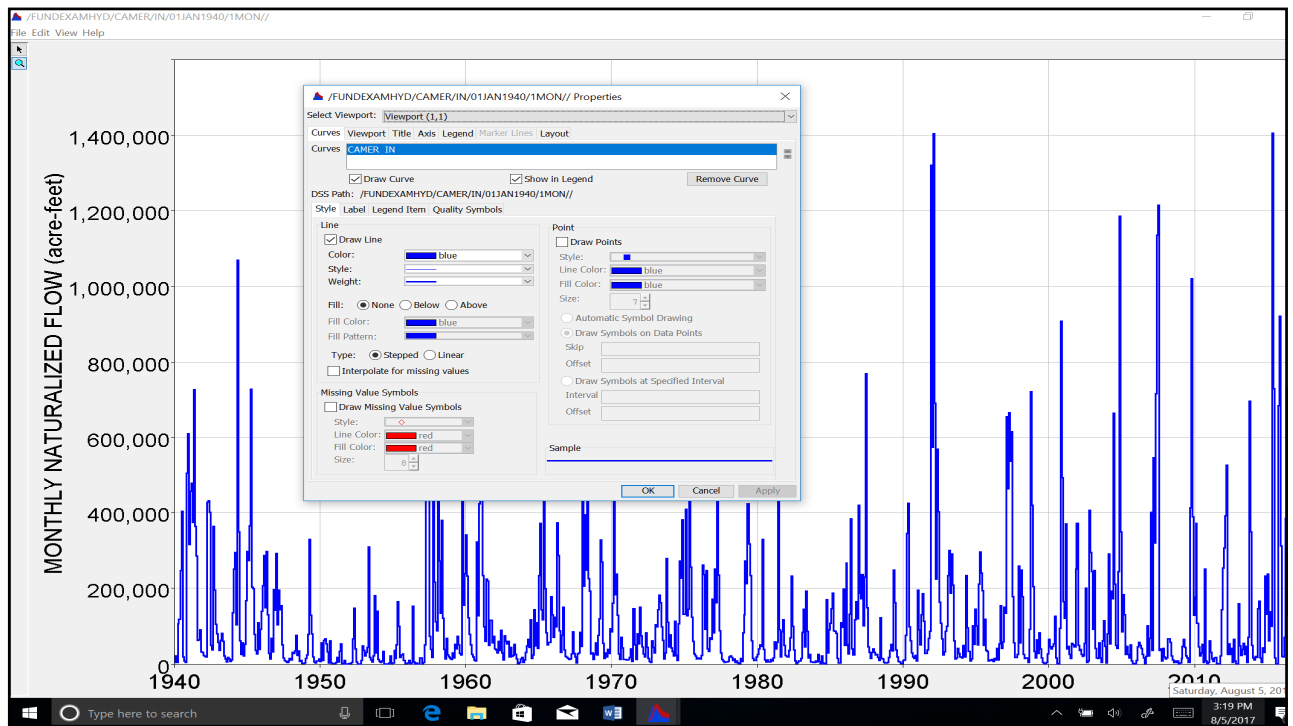 /FUNDEXAMHYD/CAMER/IN/01JAN1940/1MON//
File Edit View Help
MONTHLY NATURALIZED FLOW (acre-feet)
1,400,000
1,200,000
1,000,000
800,000
600,000
400,000
200,000
0
1940 1950 1960 1970 1980 1990 2000 2010
/FUNDEXAMHYD/CAMER/IN/01JAN1940/1MON// Properties
Select Viewport: Viewport (1,1)
Curves Viewport Title Axis Legend Marker Lines Layout
Curves CAMER IN
Draw Curve Show in Legend Remove Curve
DSS Path: /FUNDEXAMHYD/CAMER/IN/01JAN1940/1MON//
Style Label Legend Item Quality Symbols
Line
Draw Line
Color: blue
Style:
Weight:
Fill: None Below Above
Fill Color: blue
Fill Pattern:
Type: Stepped Linear
Interpolate for missing values
Missing Value Symbols
Draw Missing Value Symbols
Style:
Line Color: red
Fill Color: red
Size: 8
Point
Draw Points
Style:
Line Color: blue
Fill Color: blue
Size: 7
Automatic Symbol Drawing
Draw Symbols on Data Points
Skip
Offset
Draw Symbols at Specified Interval
Interval
Offset
Sample
OK Cancel Apply
Saturday, August 5, 201
Type here to search
3:19 PM
8/5/2017